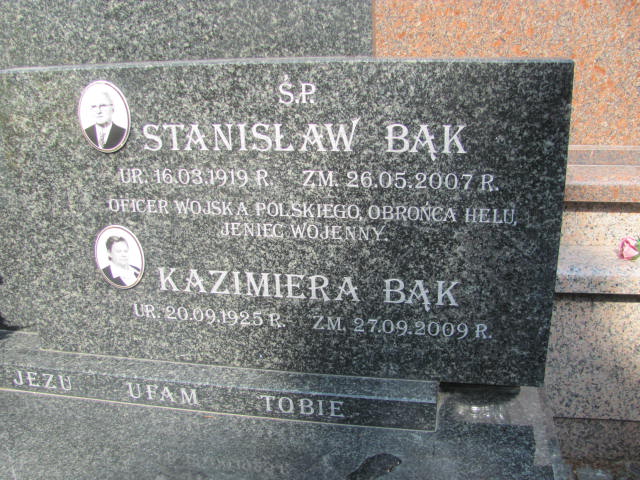 Ś.P.
STANISŁAW BĄK
UR. 16.03.1919 R. ZM. 26.05.2007 R.
OFICER WOJSKA POLSKIEGO, OBROŃCA HELU,
JENIEC WOJENNY.
KAZIMIERA BĄK
UR. 20.09.1925 R. ZM. 27.09.2009 R.
JEZU UFAM TOBIE